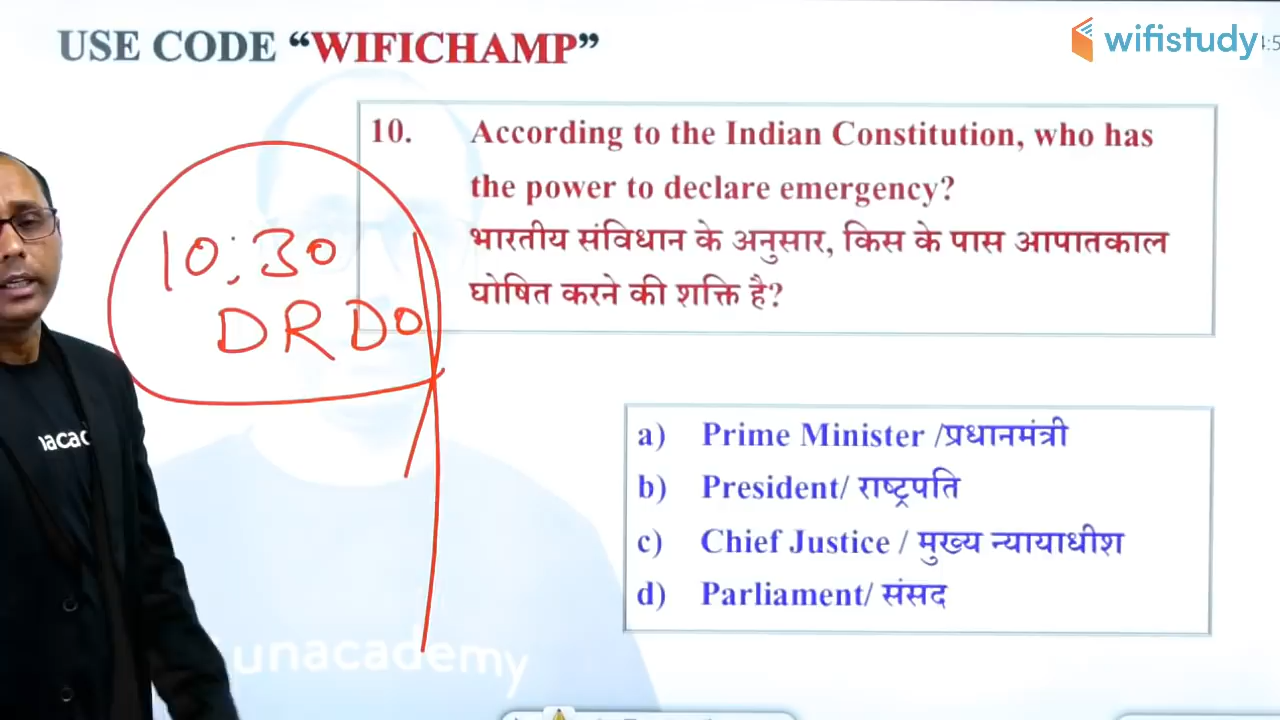 USE CODE “WIFICHAMP”
wifistudy
10. According to the Indian Constitution, who has
the power to declare emergency?
भारतीय संविधान के अनुसार, किस के पास आपातकाल
घोषित करने की शक्ति है?
10:30
DRDO
a) Prime Minister /प्रधानमंत्री
b) President/ राष्ट्रपति
c) Chief Justice / मुख्य न्यायाधीश
d) Parliament/ संसद
unacademy